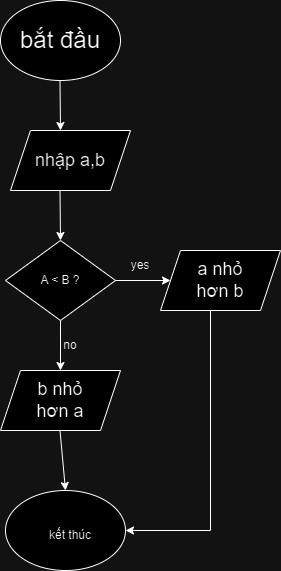 bắt đầu
nhập a,b
A < B ?
yes
a nhỏ
hơn b
no
b nhỏ
hơn a
kết thúc